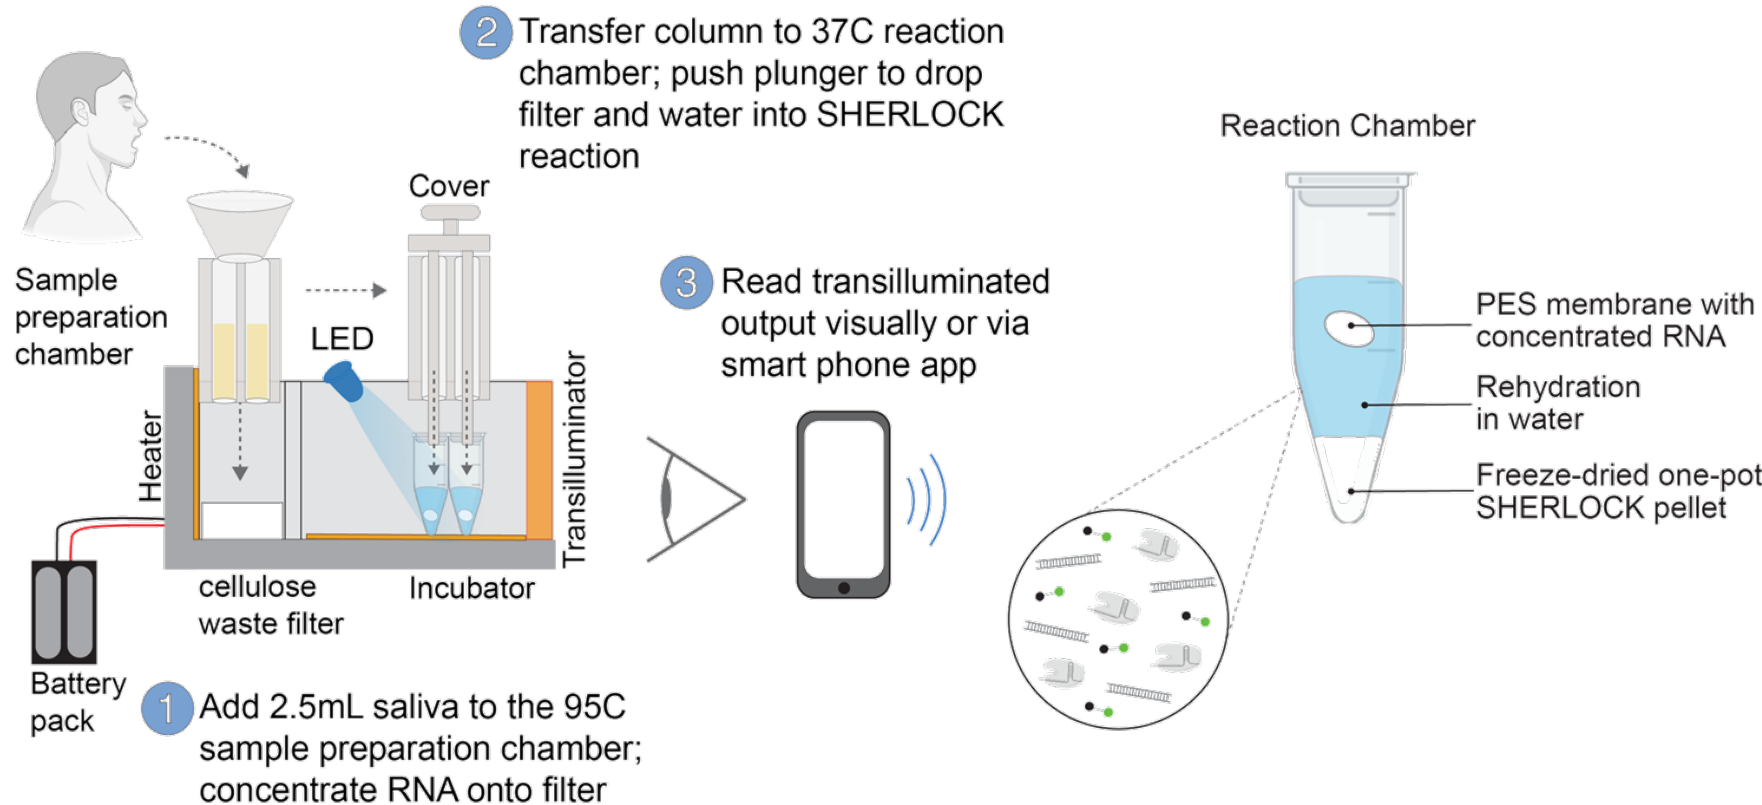 2 Transfer column to 37C reaction
chamber; push plunger to drop
filter and water into SHERLOCK
reaction
Cover
Sample
preparation
chamber
LED
Heater
Transilluminator
cellulose
waste filter
Incubator
Battery
pack
1 Add 2.5mL saliva to the 95C
sample preparation chamber;
concentrate RNA onto filter
3 Read transilluminated
output visually or via
smart phone app
Reaction Chamber
PES membrane with
concentrated RNA
Rehydration
in water
Freeze-dried one-pot
SHERLOCK pellet